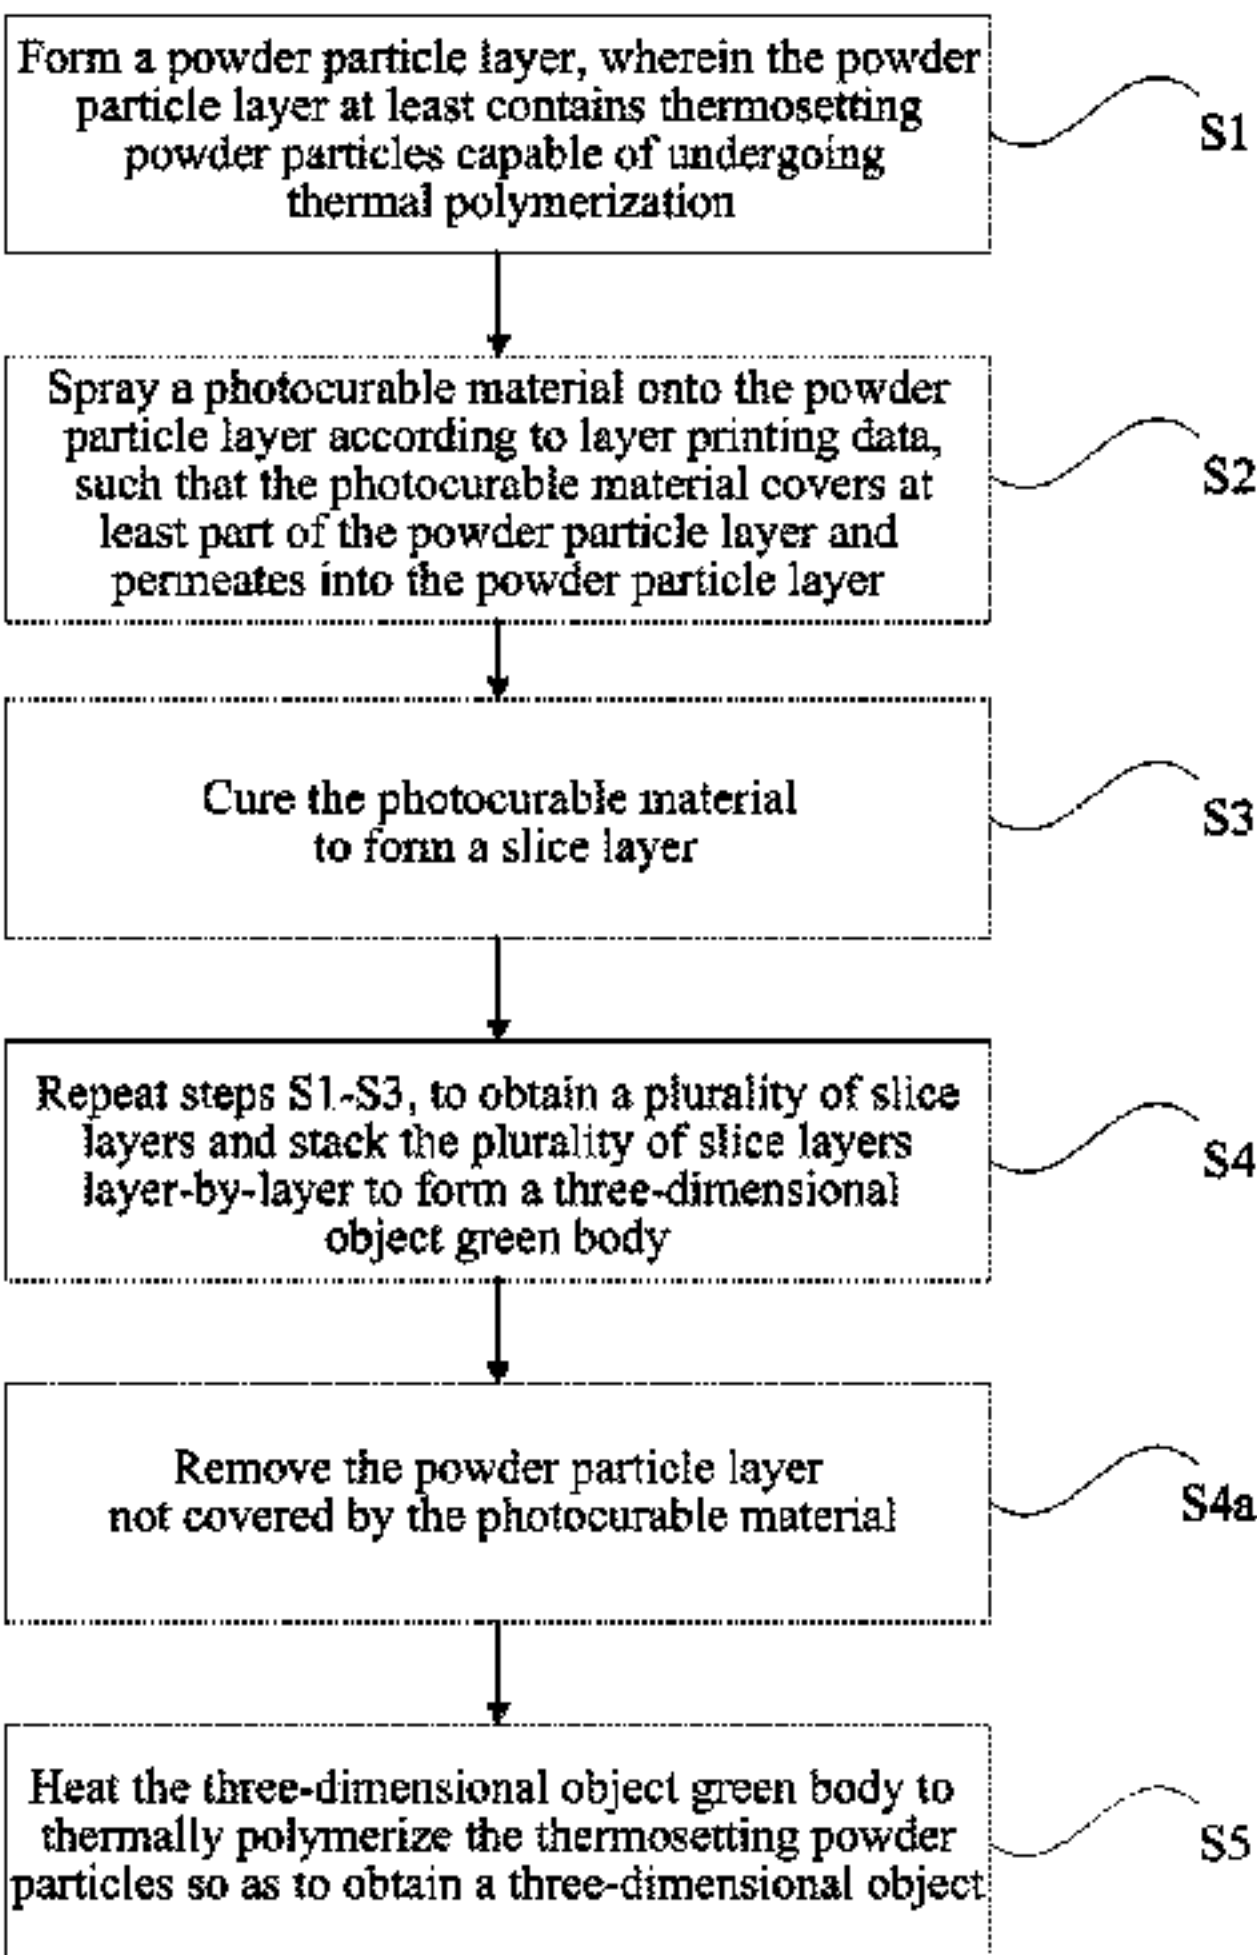 Form a powder particle layer, wherein the powder
particle layer at least contains thermosetting
powder particles capable of undergoing
thermal polymerization
S1
Spray a photocurable material onto the powder
particle layer according to layer printing data,
such that the photocurable material covers at
least part of the powder particle layer and
permeates into the powder particle layer
S2
Cure the photocurable material
to form a slice layer
S3
Repeat steps S1-S3, to obtain a plurality of slice
layers and stack the plurality of slice layers
layer-by-layer to form a three-dimensional
object green body
S4
Remove the powder particle layer
not covered by the photocurable material
S4a
Heat the three-dimensional object green body to
thermally polymerize the thermosetting powder
particles so as to obtain a three-dimensional object
S5